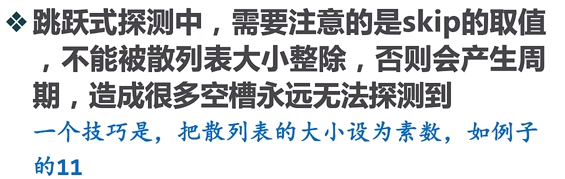 ❖跳跃式探测中，需要注意的是skip的取值
，不能被散列表大小整除，否则会产生周
期，造成很多空槽永远无法探测到
一个技巧是，把散列表的大小设为素数，如例子
的11